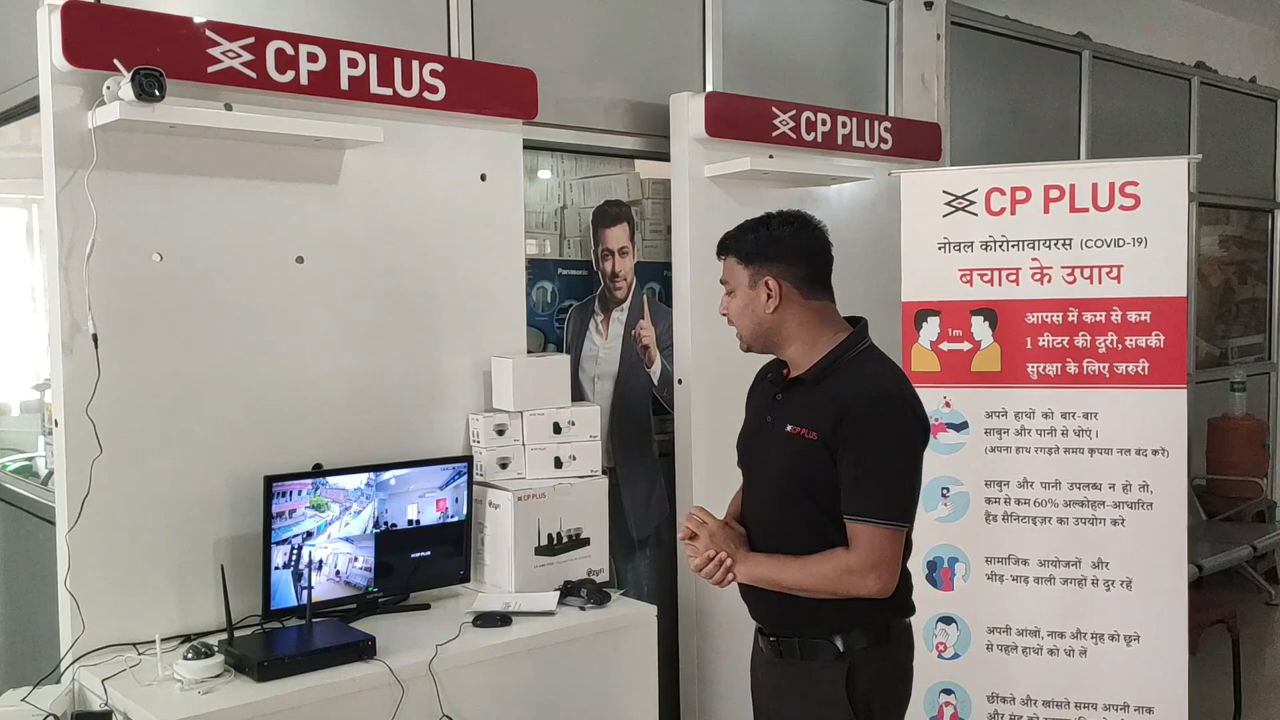 CP PLUS
CP PLUS
Panasonic
CP PLUS
नोवल कोरोनावायरस (COVID-19)
बचाव के उपाय
1m
आपस में कम से कम
1 मीटर की दूरी, सबकी
सुरक्षा के लिए जरुरी
अपने हाथों को बार-बार
साबुन और पानी से धोएं।
(अपना हाथ रगड़ते समय कृपया नल बंद करें)
साबुन और पानी उपलब्ध न हो तो,
कम से कम 60% अल्कोहल-आधारित
हैंड सैनिटाइज़र का उपयोग करे
सामाजिक आयोजनों और
भीड़-भाड़ वाली जगहों से दूर रहें
अपनी आंखों, नाक और मुंह को छूने
से पहले हाथों को धो लें
छींकते और खांसते समय अपनी नाक
CP PLUS
CP PLUS
ezyfi
CP PLUS